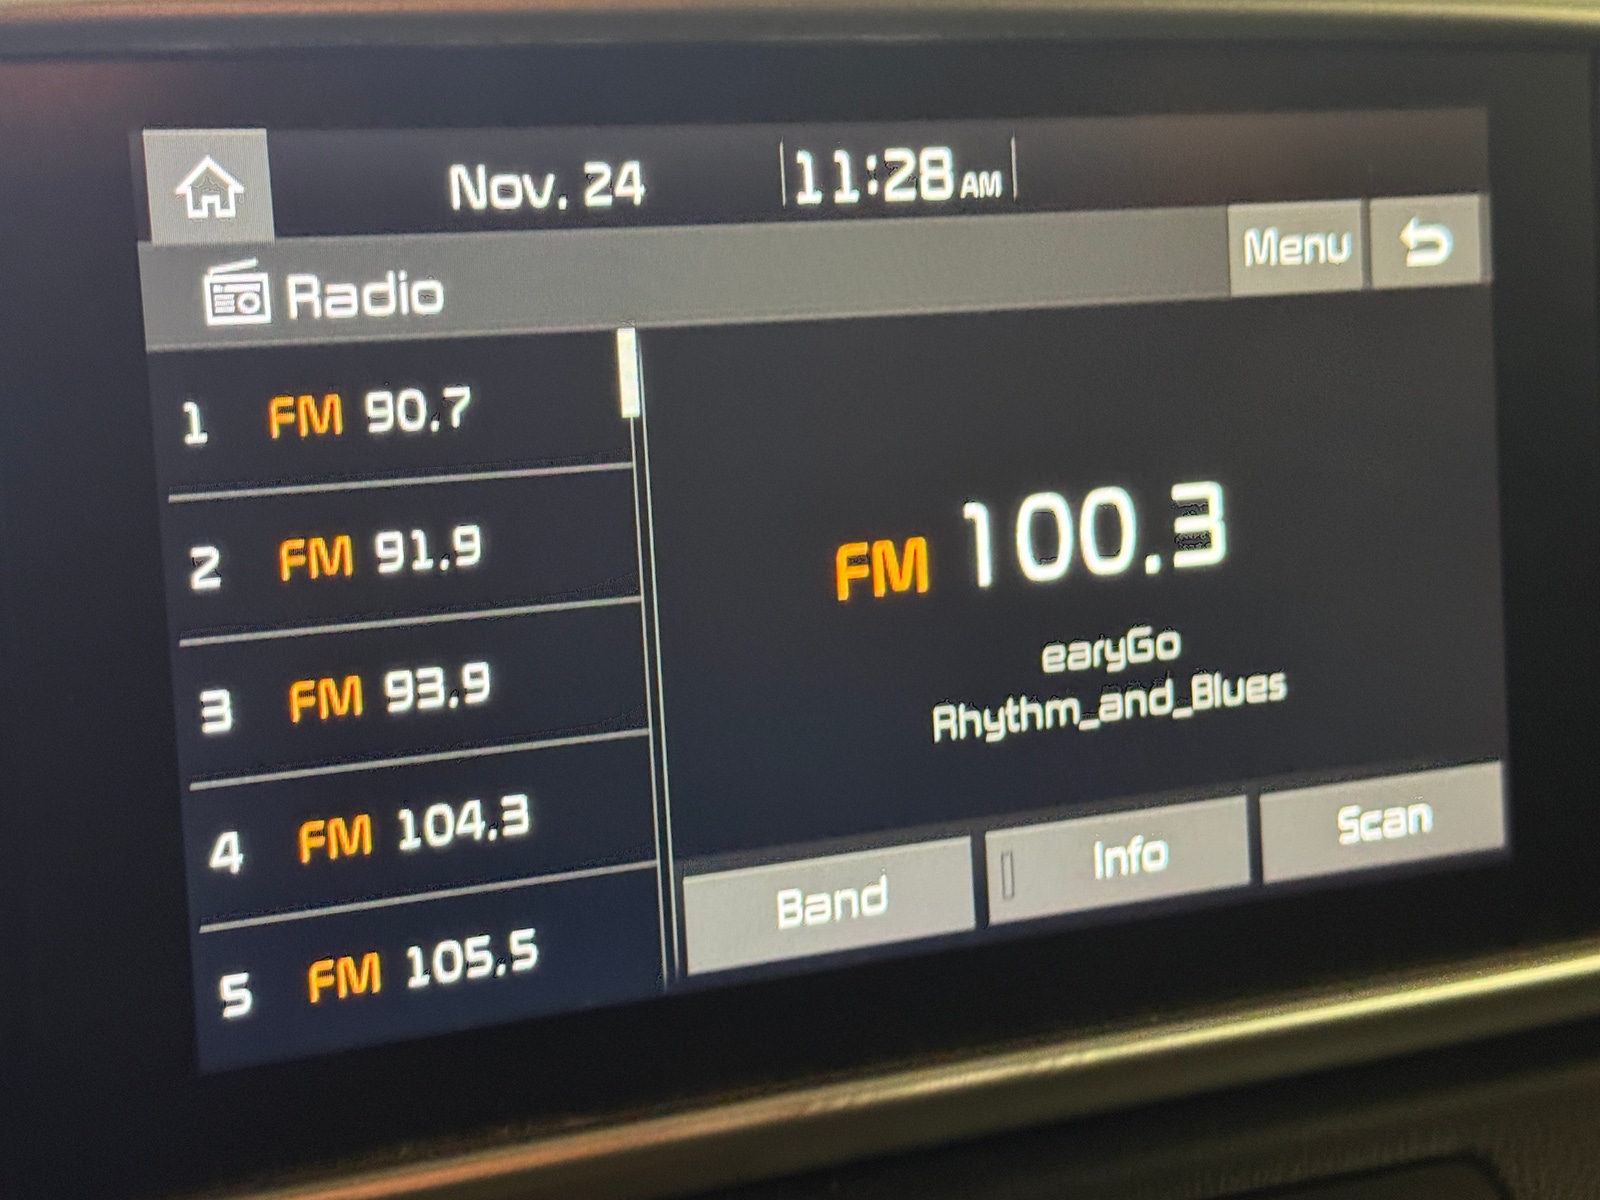 Nov. 24
11:28 AM
Radio
Menu
1 FM 90.7
2 FM 91.9
3 FM 93.9
4 FM 104.3
5 FM 105.5
FM 100.3
earyGo
Rhythm_and_Blues
Band
Info
Scan